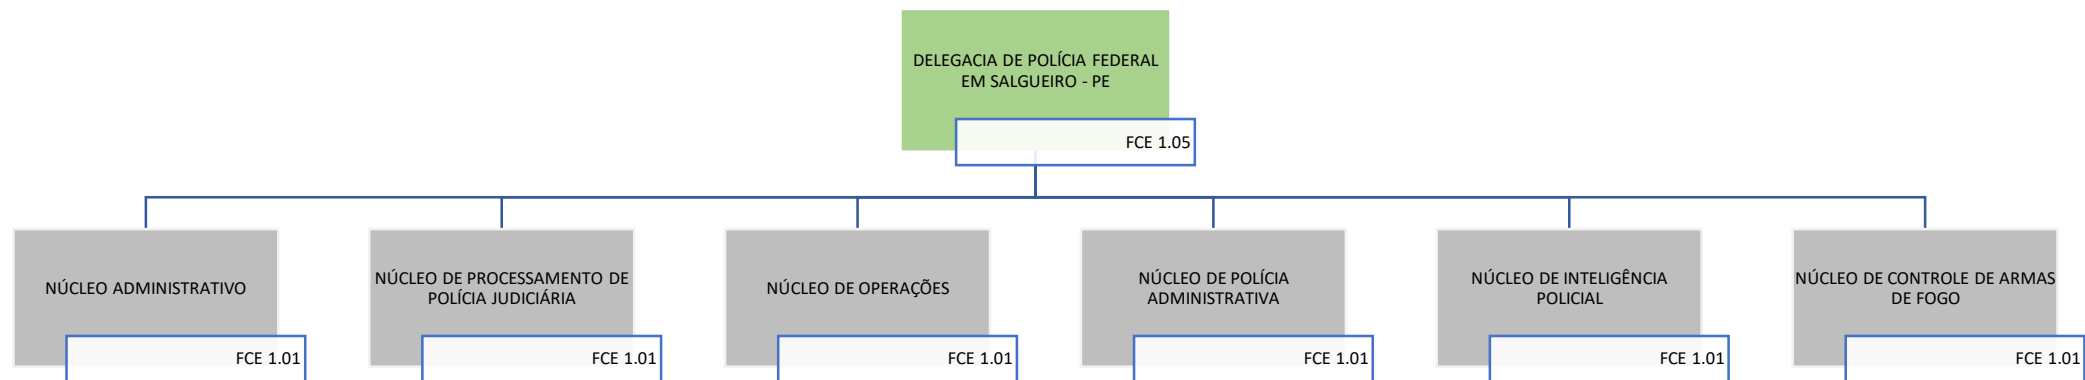 DELEGACIA DE POLÍCIA FEDERAL
EM SALGUEIRO - PE
FCE 1.05
NÚCLEO ADMINISTRATIVO
FCE 1.01
NÚCLEO DE PROCESSAMENTO DE
POLÍCIA JUDICIÁRIA
FCE 1.01
NÚCLEO DE OPERAÇÕES
FCE 1.01
NÚCLEO DE POLÍCIA
ADMINISTRATIVA
FCE 1.01
NÚCLEO DE INTELIGÊNCIA
POLICIAL
FCE 1.01
NÚCLEO DE CONTROLE DE ARMAS
DE FOGO
FCE 1.01